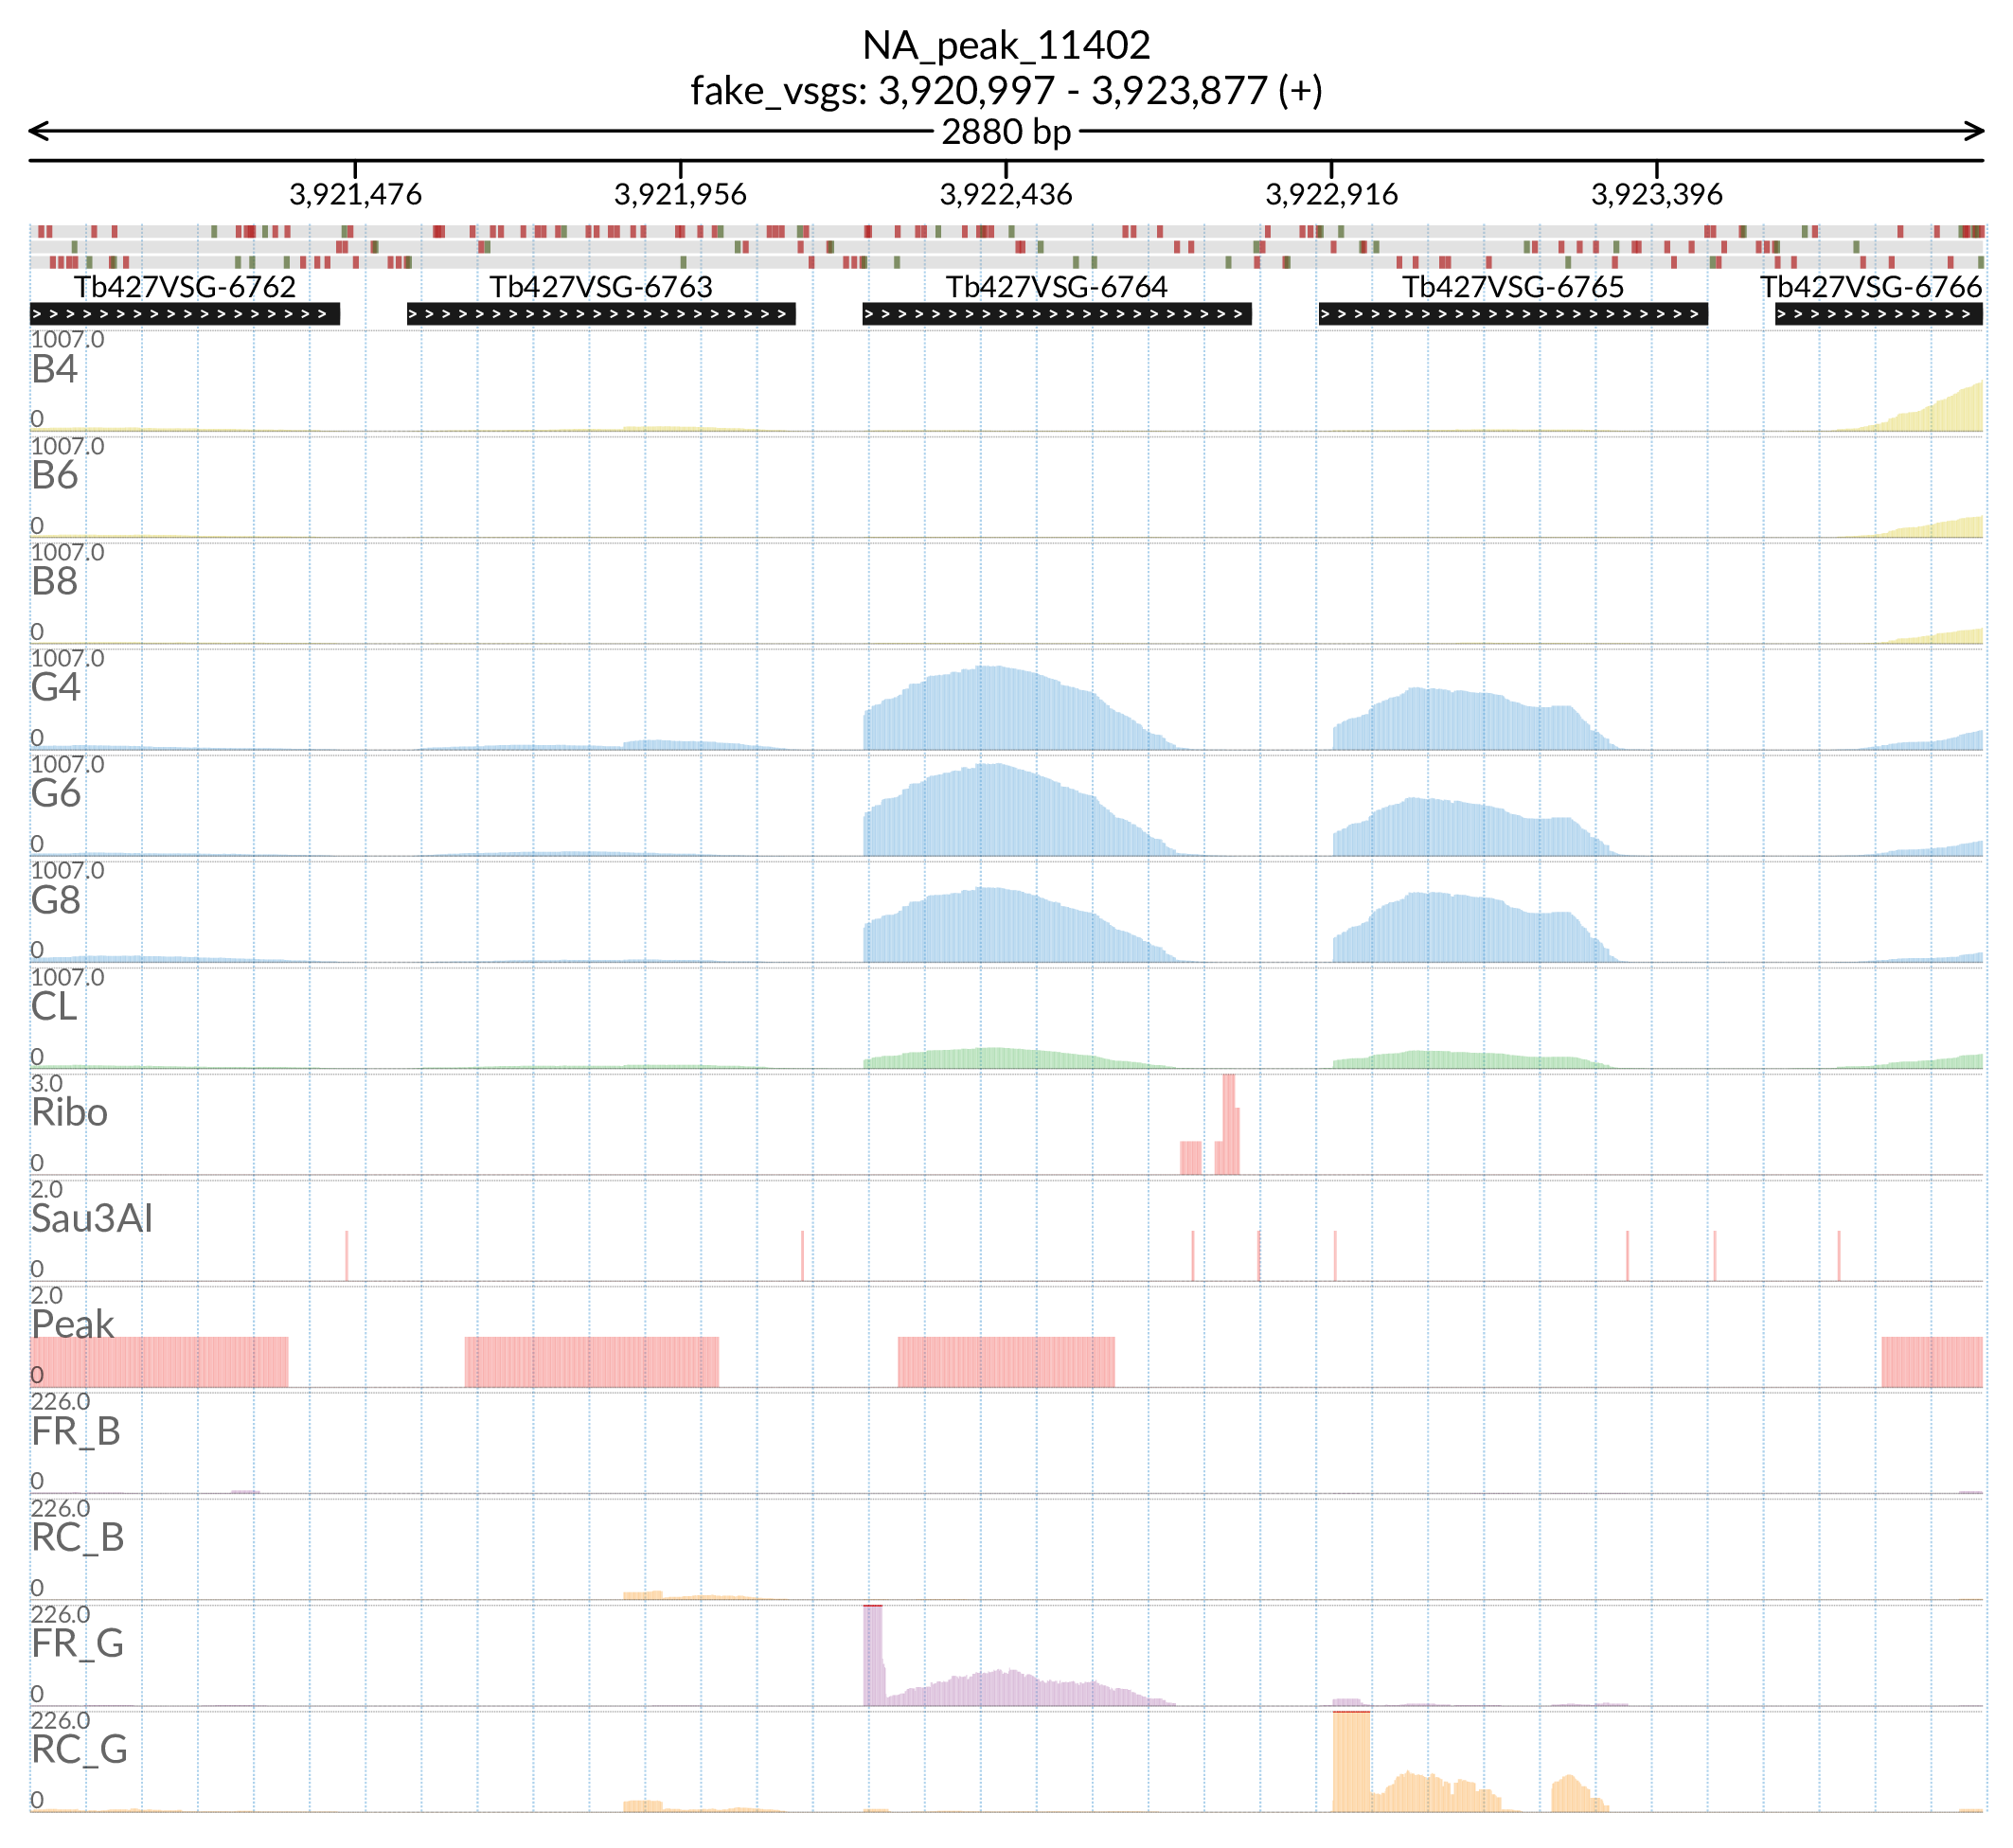 NA_peak_11402
fake_vsgs: 3,920,997 - 3,923,877 (+)
2880 bp
3,921,476 3,921,956 3,922,436 3,922,916 3,923,396
Tb427VSG-6762 Tb427VSG-6763 Tb427VSG-6764 Tb427VSG-6765 Tb427VSG-6766
1007.0
B4
0
1007.0
B6
0
1007.0
B8
0
1007.0
G4
0
1007.0
G6
0
1007.0
G8
0
1007.0
CL
0
3.0
Ribo
0
2.0
Sau3AI
0
2.0
Peak
0
226.0
FR_B
0
226.0
RC_B
0
226.0
FR_G
0
226.0
RC_G
0